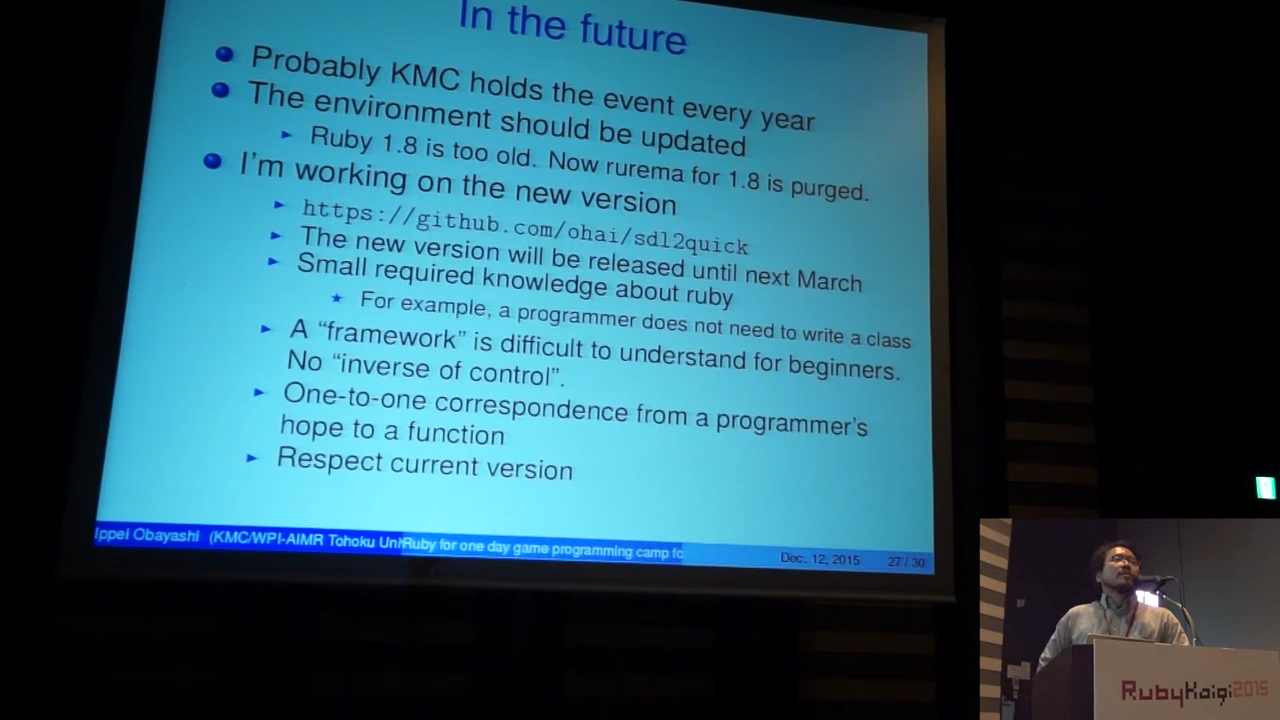 In the future
Probably KMC holds the event every year
The environment should be updated
Ruby 1.8 is too old. Now rurema for 1.8 is purged.
I'm working on the new version
https://github.com/ohai/sdl2quick
The new version will be released until next March
Small required knowledge about ruby
For example, a programmer does not need to write a class
A “framework” is difficult to understand for beginners.
No “inverse of control”.
One-to-one correspondence from a programmer's
hope to a function
Respect current version
Ippei Obayashi (KMC/WPI-AIMR Tohoku Uni Ruby for one day game programming camp fo Dec. 12, 2015 27 / 30
RubyKaigi2015